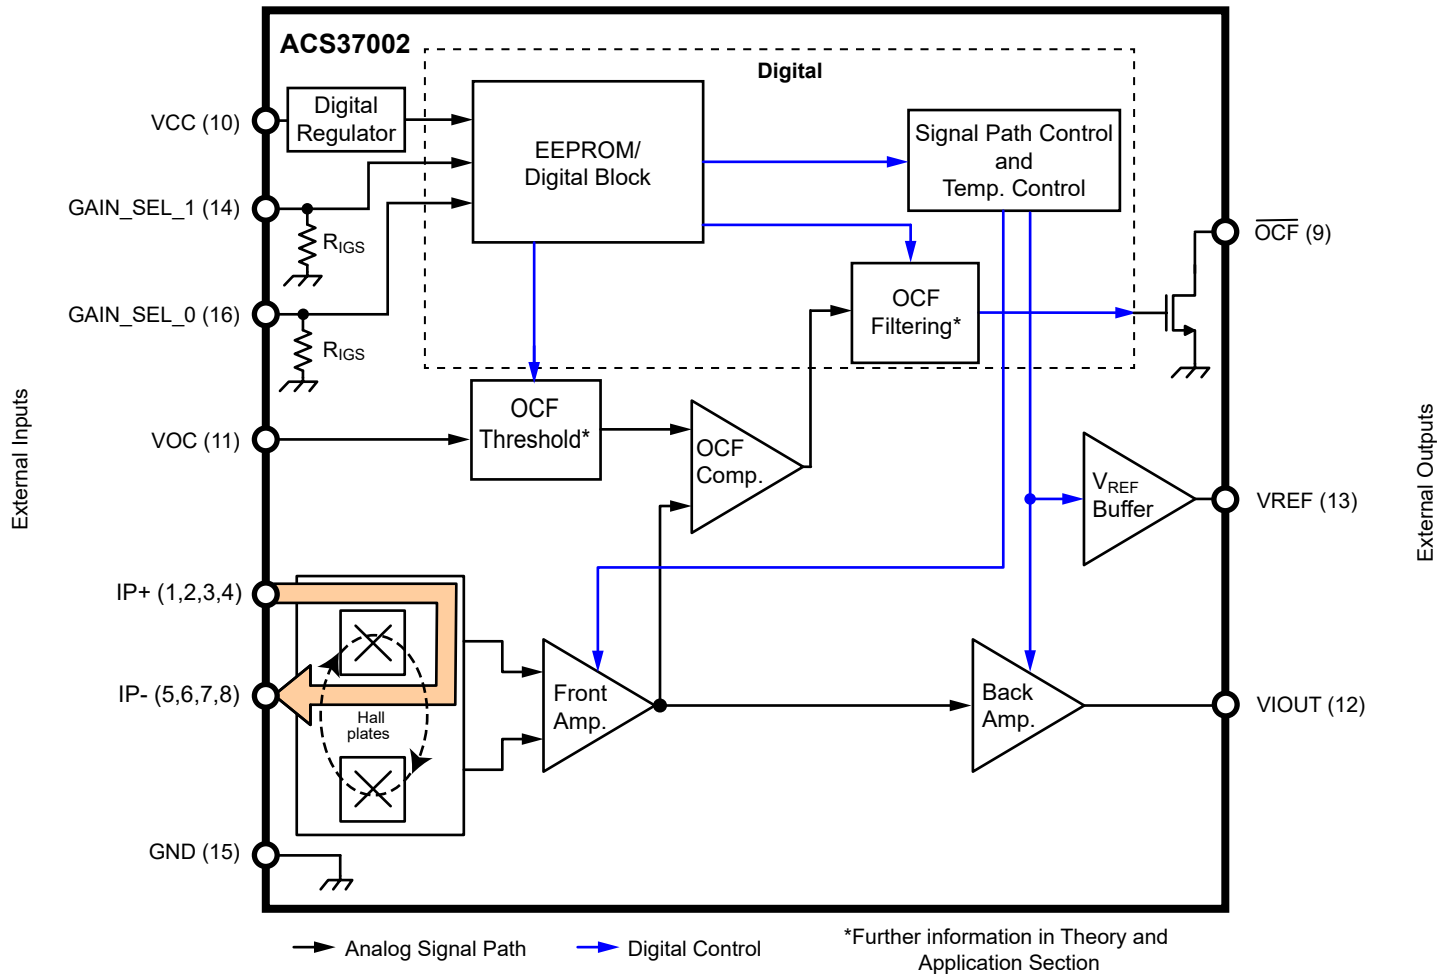 ACS37002
Digital
VCC (10)
Digital
Regulator
EEPROM/
Digital Block
Signal Path Control
and
Temp. Control
GAIN_SEL_1 (14)
RIGS
OCF (9)
GAIN_SEL_0 (16)
RIGS
OCF
Filtering*
External Inputs
VOC (11)
OCF
Threshold*
OCF
Comp.
VREF
Buffer
VREF (13)
External Outputs
IP+ (1,2,3,4)
IP- (5,6,7,8)
Hall
plates
Front
Amp.
Back
Amp.
VIOUT (12)
GND (15)
Analog Signal Path
Digital Control
*Further information in Theory and
Application Section